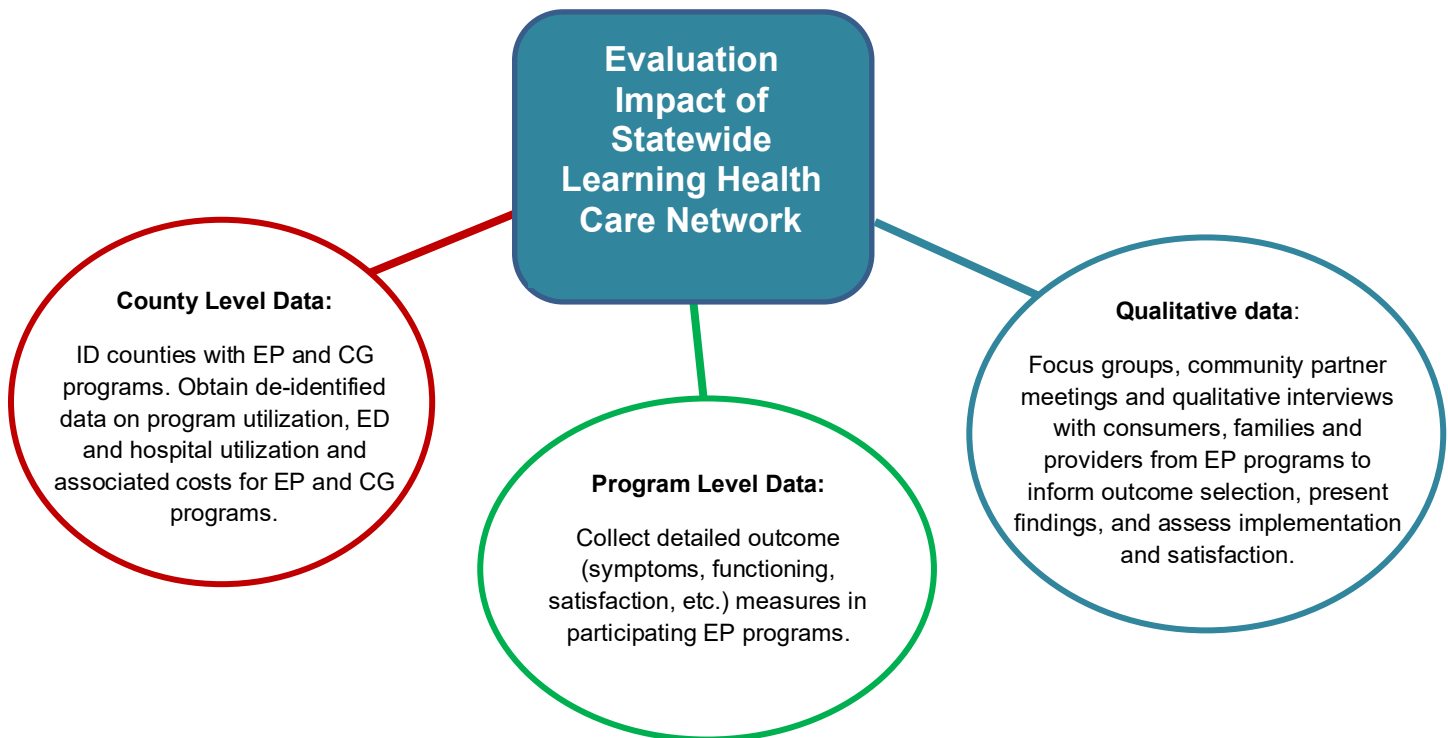 Evaluation
Impact of
Statewide
Learning Health
Care Network
County Level Data:
ID counties with EP and CG
programs. Obtain de-identified
data on program utilization, ED
and hospital utilization and
associated costs for EP and CG
programs.
Program Level Data:
Collect detailed outcome
(symptoms, functioning,
satisfaction, etc.) measures in
participating EP programs.
Qualitative data:
Focus groups, community partner
meetings and qualitative interviews
with consumers, families and
providers from EP programs to
inform outcome selection, present
findings, and assess implementation
and satisfaction.